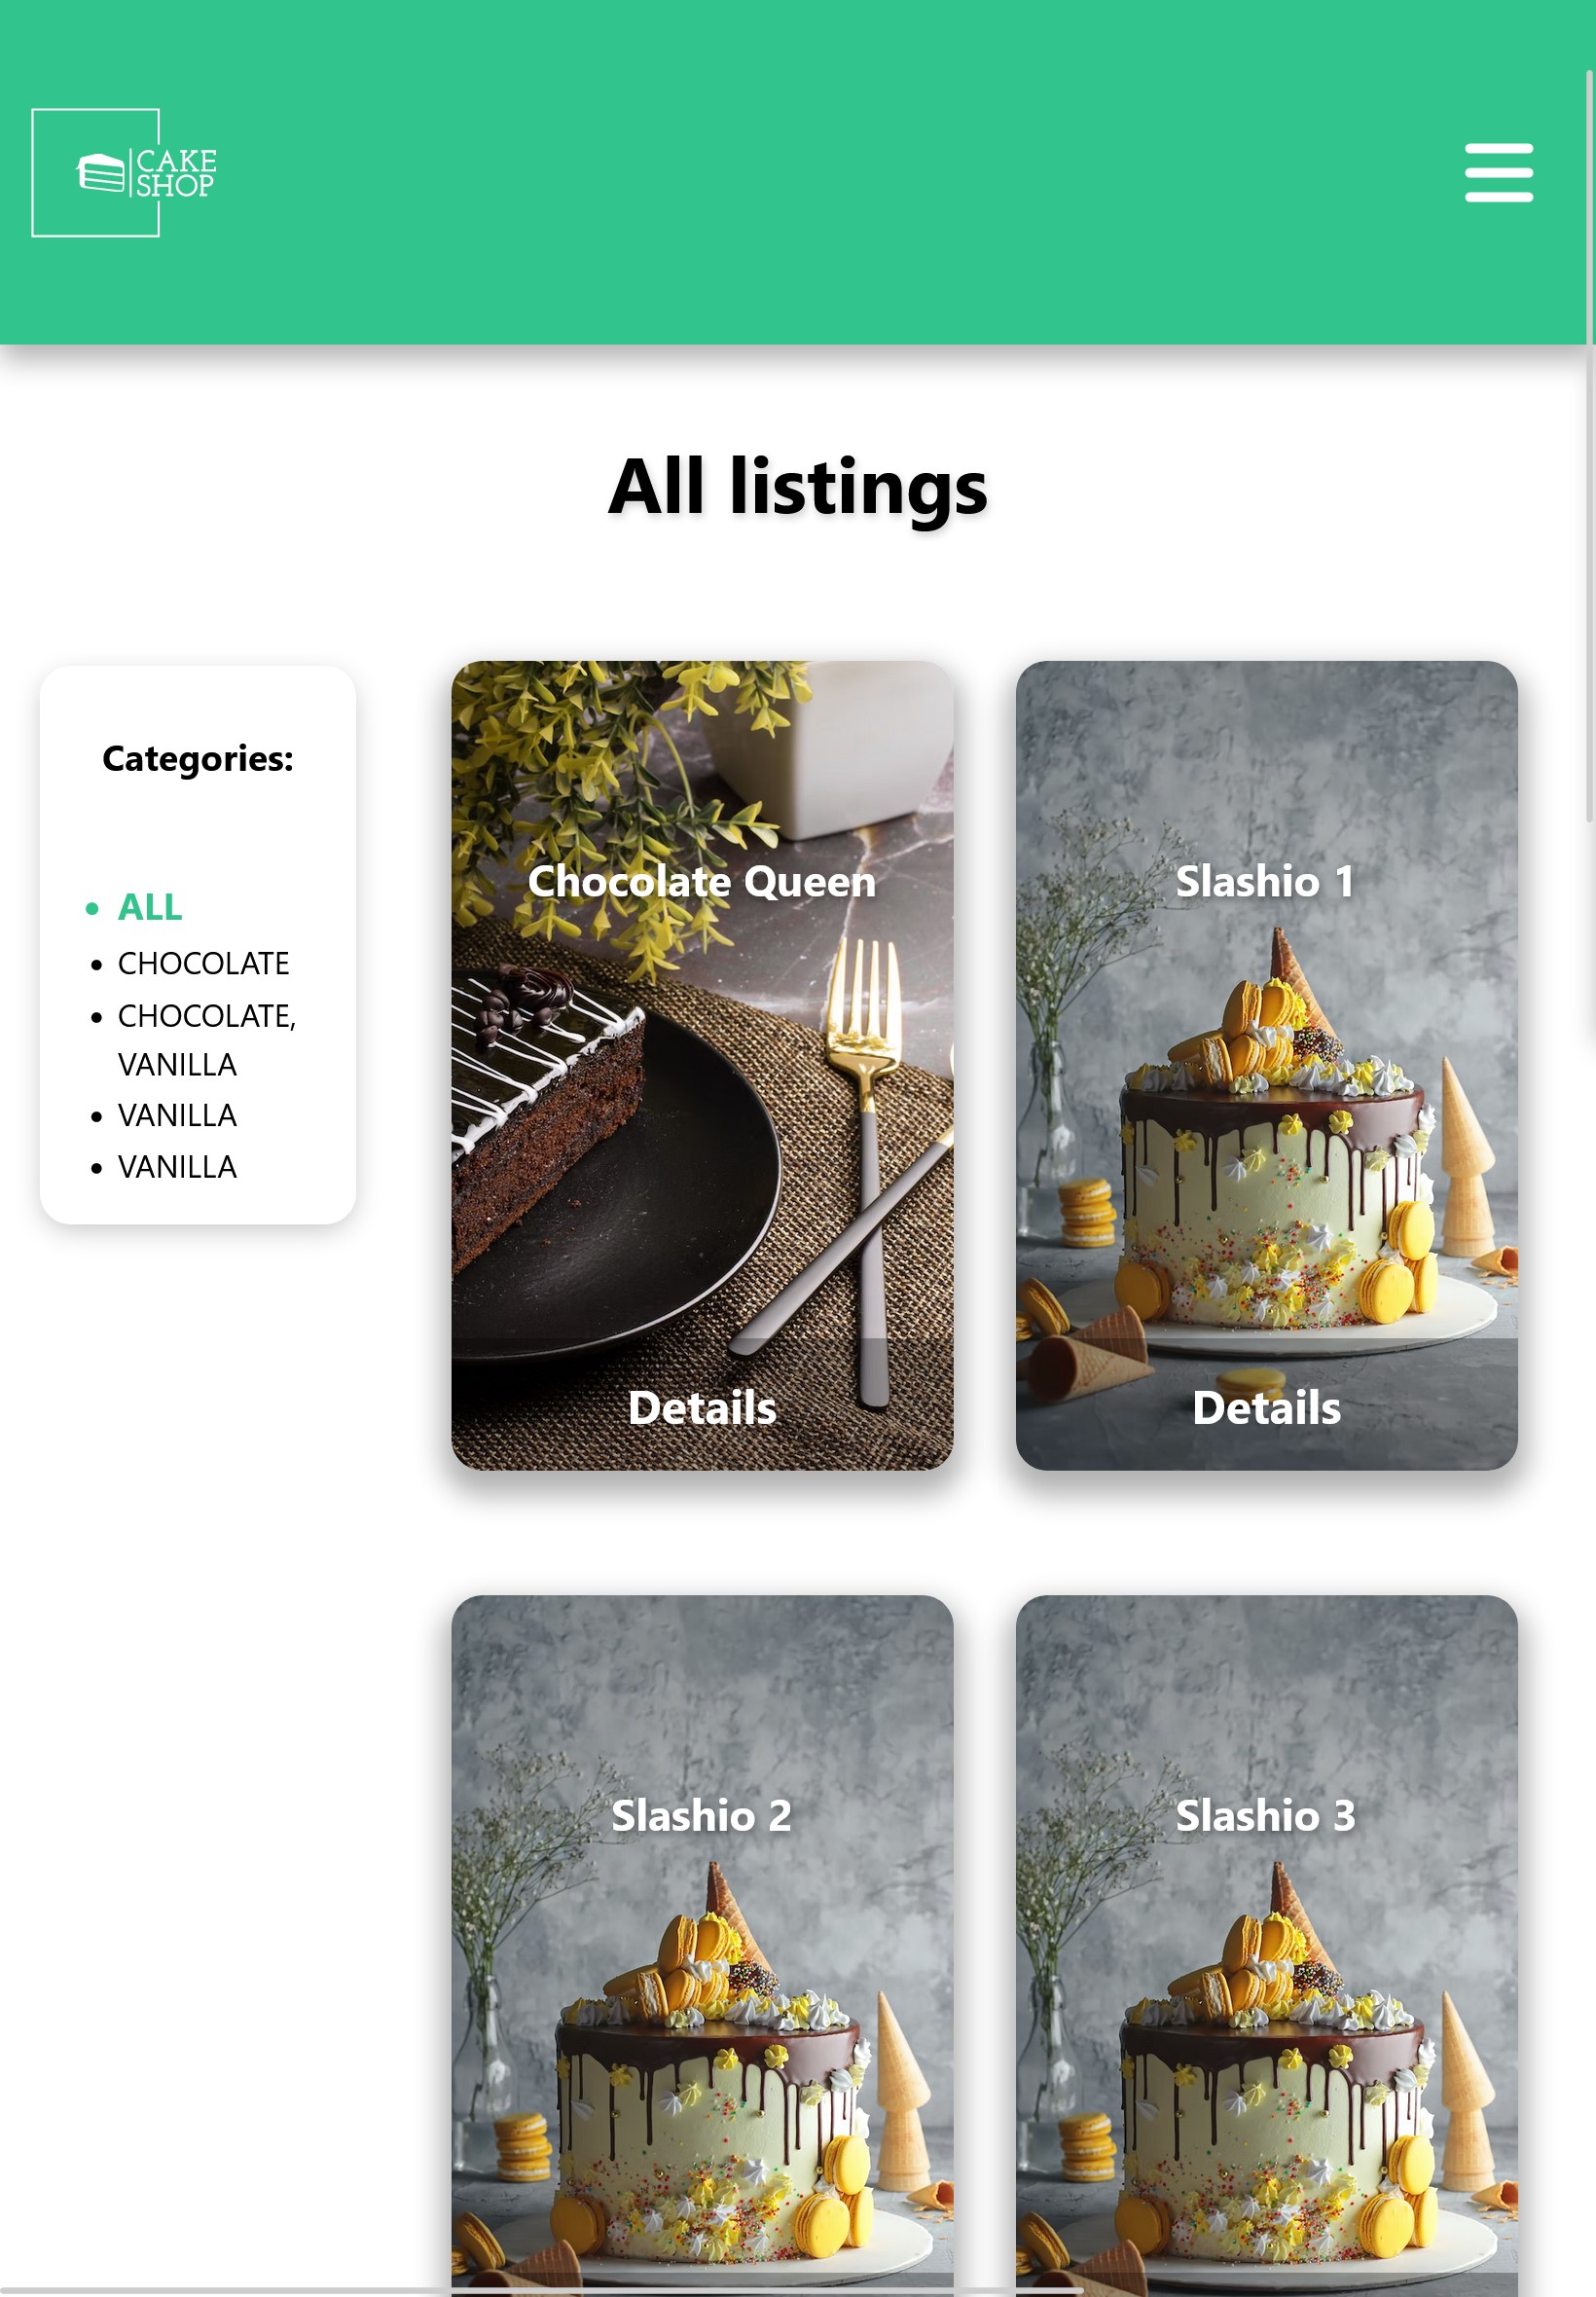 CAKE
SHOP
All listings
Categories:
ALL
CHOCOLATE
CHOCOLATE,
VANILLA
VANILLA
VANILLA
Chocolate Queen
Details
Slashio 1
Details
Slashio 2
Slashio 3